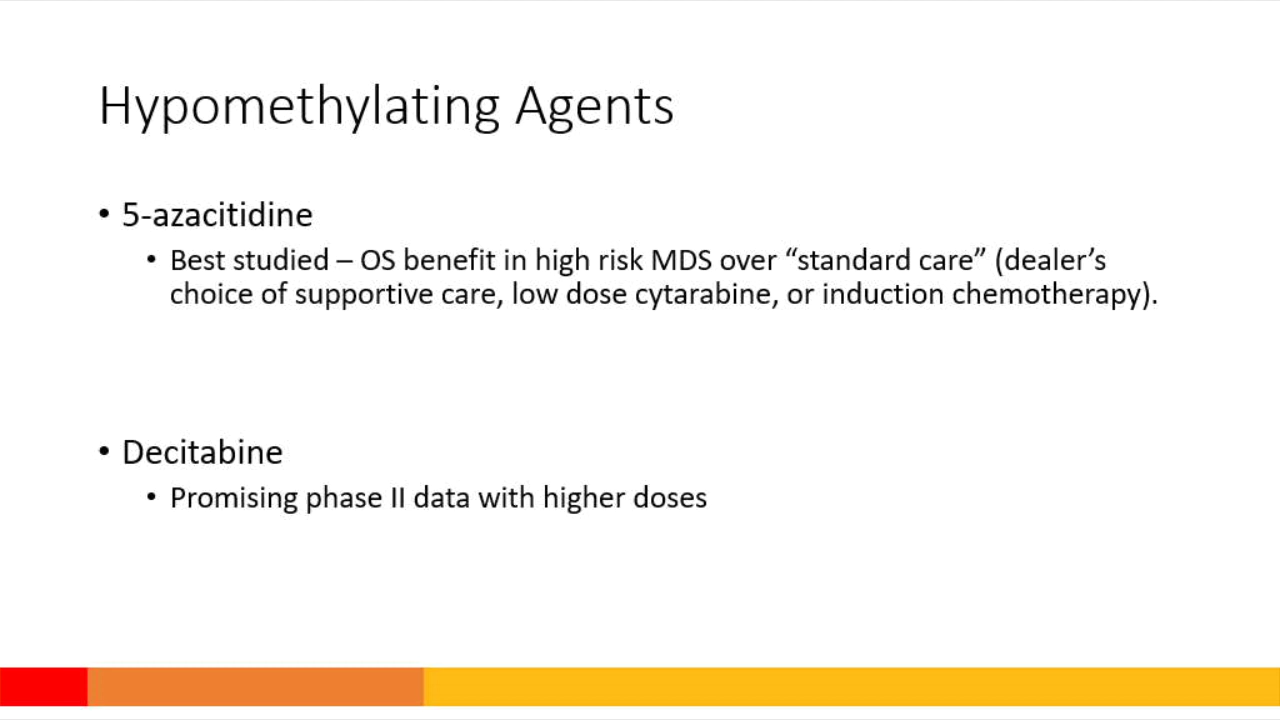 Hypomethylating Agents
• 5-azacitidine
• Best studied – OS benefit in high risk MDS over “standard care” (dealer’s
choice of supportive care, low dose cytarabine, or induction chemotherapy).
• Decitabine
• Promising phase II data with higher doses